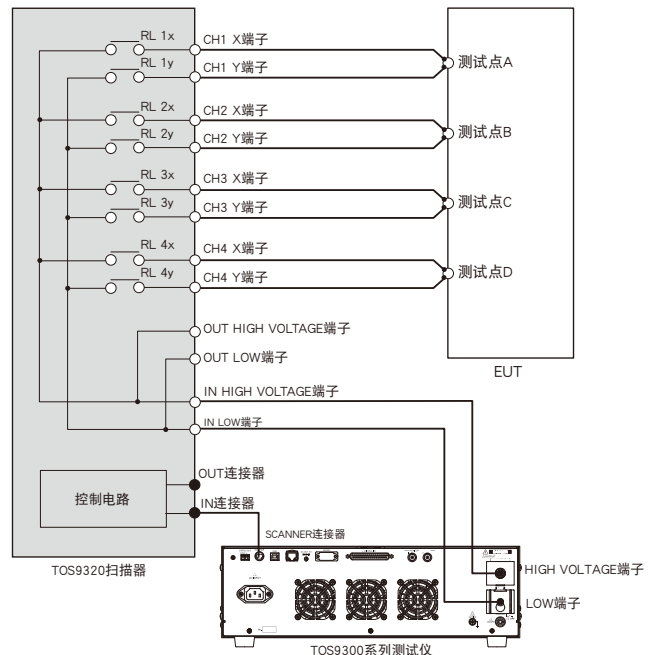 RL 1x
CH1 X端子
RL 1y
CH1 Y端子
测试点A
RL 2x
CH2 X端子
RL 2y
CH2 Y端子
测试点B
RL 3x
CH3 X端子
RL 3y
CH3 Y端子
测试点C
RL 4x
CH4 X端子
RL 4y
CH4 Y端子
测试点D
OUT HIGH VOLTAGE端子
OUT LOW端子
EUT
IN HIGH VOLTAGE端子
IN LOW端子
OUT连接器
控制电路
IN连接器
SCANNER连接器
TOS9320扫描器
HIGH VOLTAGE端子
LOW端子
TOS9300系列测试仪